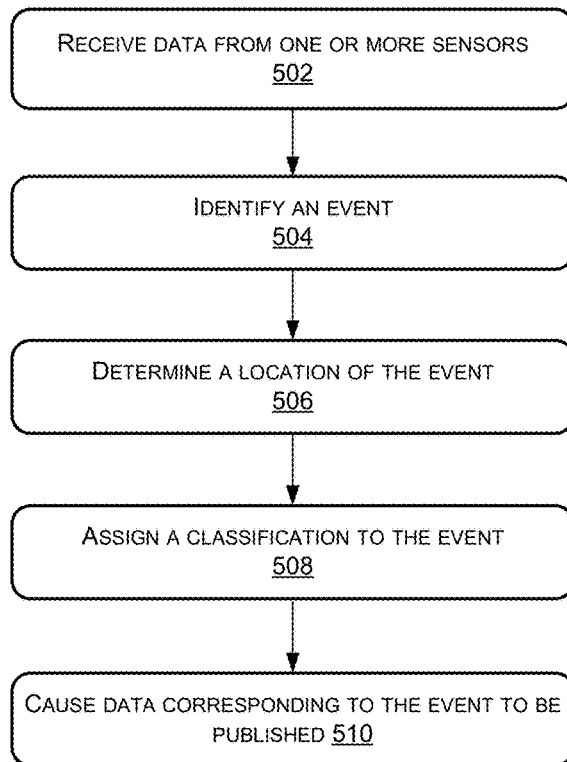 RECEIVE DATA FROM ONE OR MORE SENSORS
502
IDENTIFY AN EVENT
504
DETERMINE A LOCATION OF THE EVENT
506
ASSIGN A CLASSIFICATION TO THE EVENT
508
CAUSE DATA CORRESPONDING TO THE EVENT TO BE
PUBLISHED 510